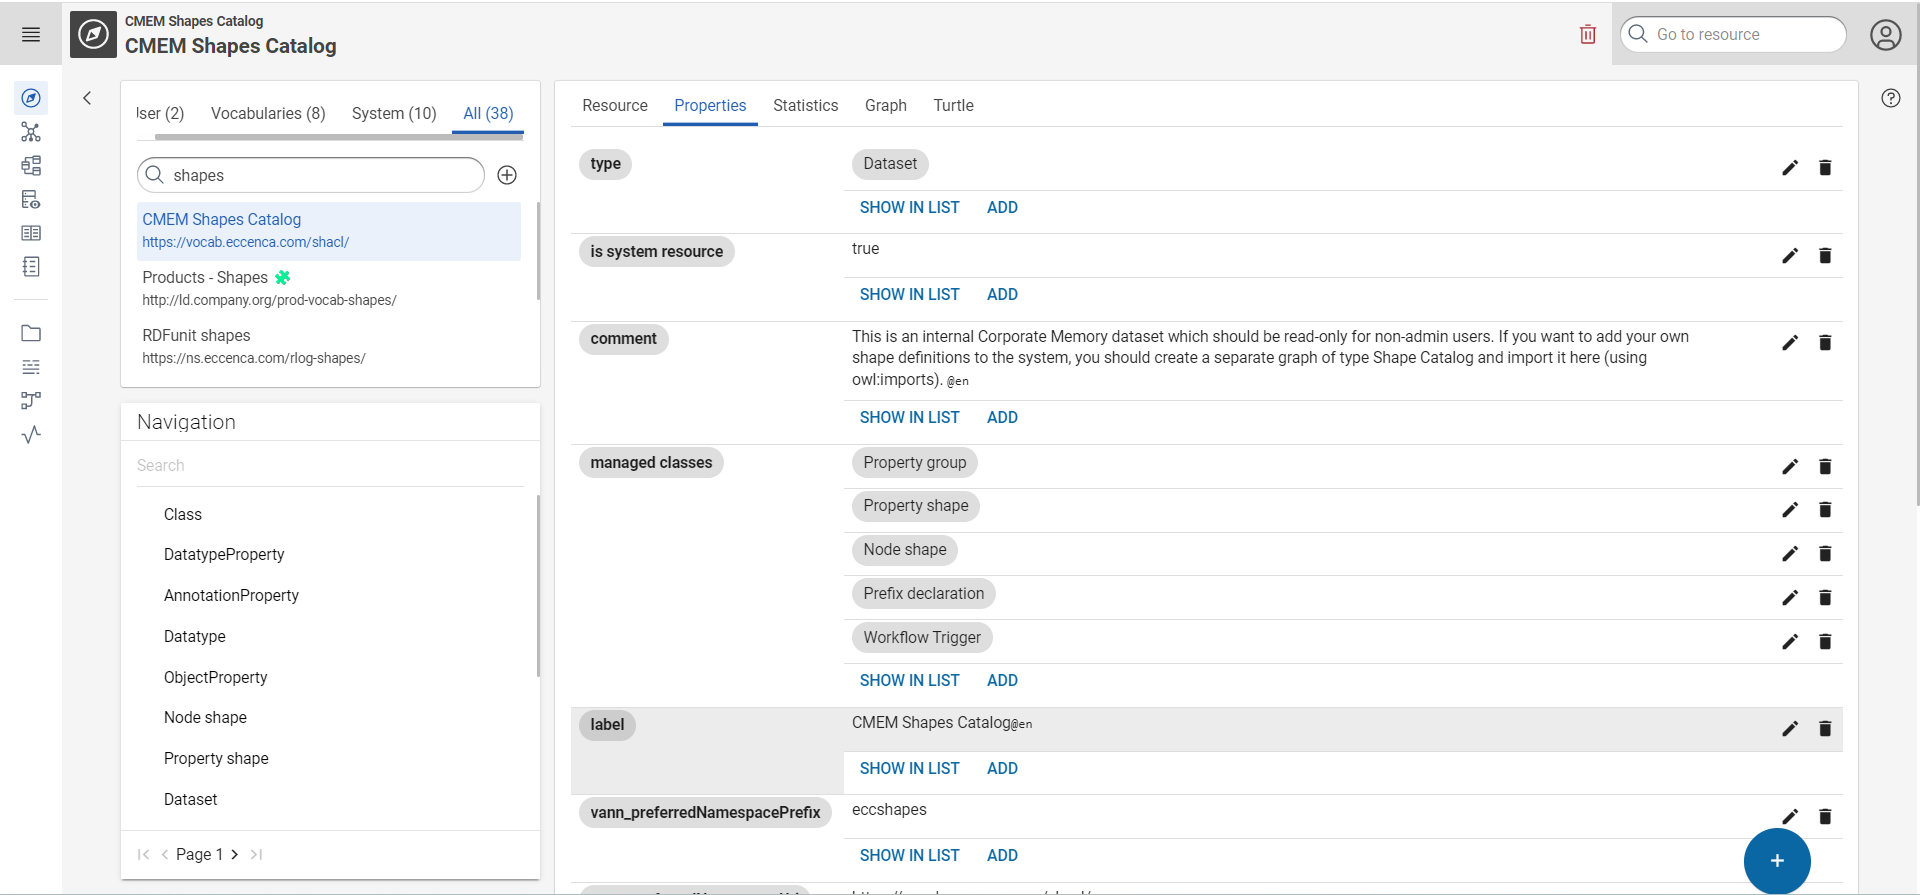 CMEM Shapes Catalog
CMEM Shapes Catalog
Go to resource
Vocabularies (8)
System (10)
All (38)
shapes
CMEM Shapes Catalog
https://vocab.eccenca.com/shacl/
Products - Shapes
http://ld.company.org/prod-vocab-shapes/
RDFunit shapes
https://ns.eccenca.com/rlog-shapes/
Navigation
Search
Class
DatatypeProperty
AnnotationProperty
Datatype
ObjectProperty
Node shape
Property shape
Dataset
Page 1
Resource
Properties
Statistics
Graph
Turtle
type
Dataset
SHOW IN LIST ADD
is system resource
true
SHOW IN LIST ADD
comment
This is an internal Corporate Memory dataset which should be read-only for non-admin users. If you want to add your own
shape definitions to the system, you should create a separate graph of type Shape Catalog and import it here (using
owl:imports). @en
SHOW IN LIST ADD
managed classes
Property group
Property shape
Node shape
Prefix declaration
Workflow Trigger
SHOW IN LIST ADD
label
CMEM Shapes Catalog@en
SHOW IN LIST ADD
vann_preferredNamespacePrefix
eccshapes
SHOW IN LIST ADD